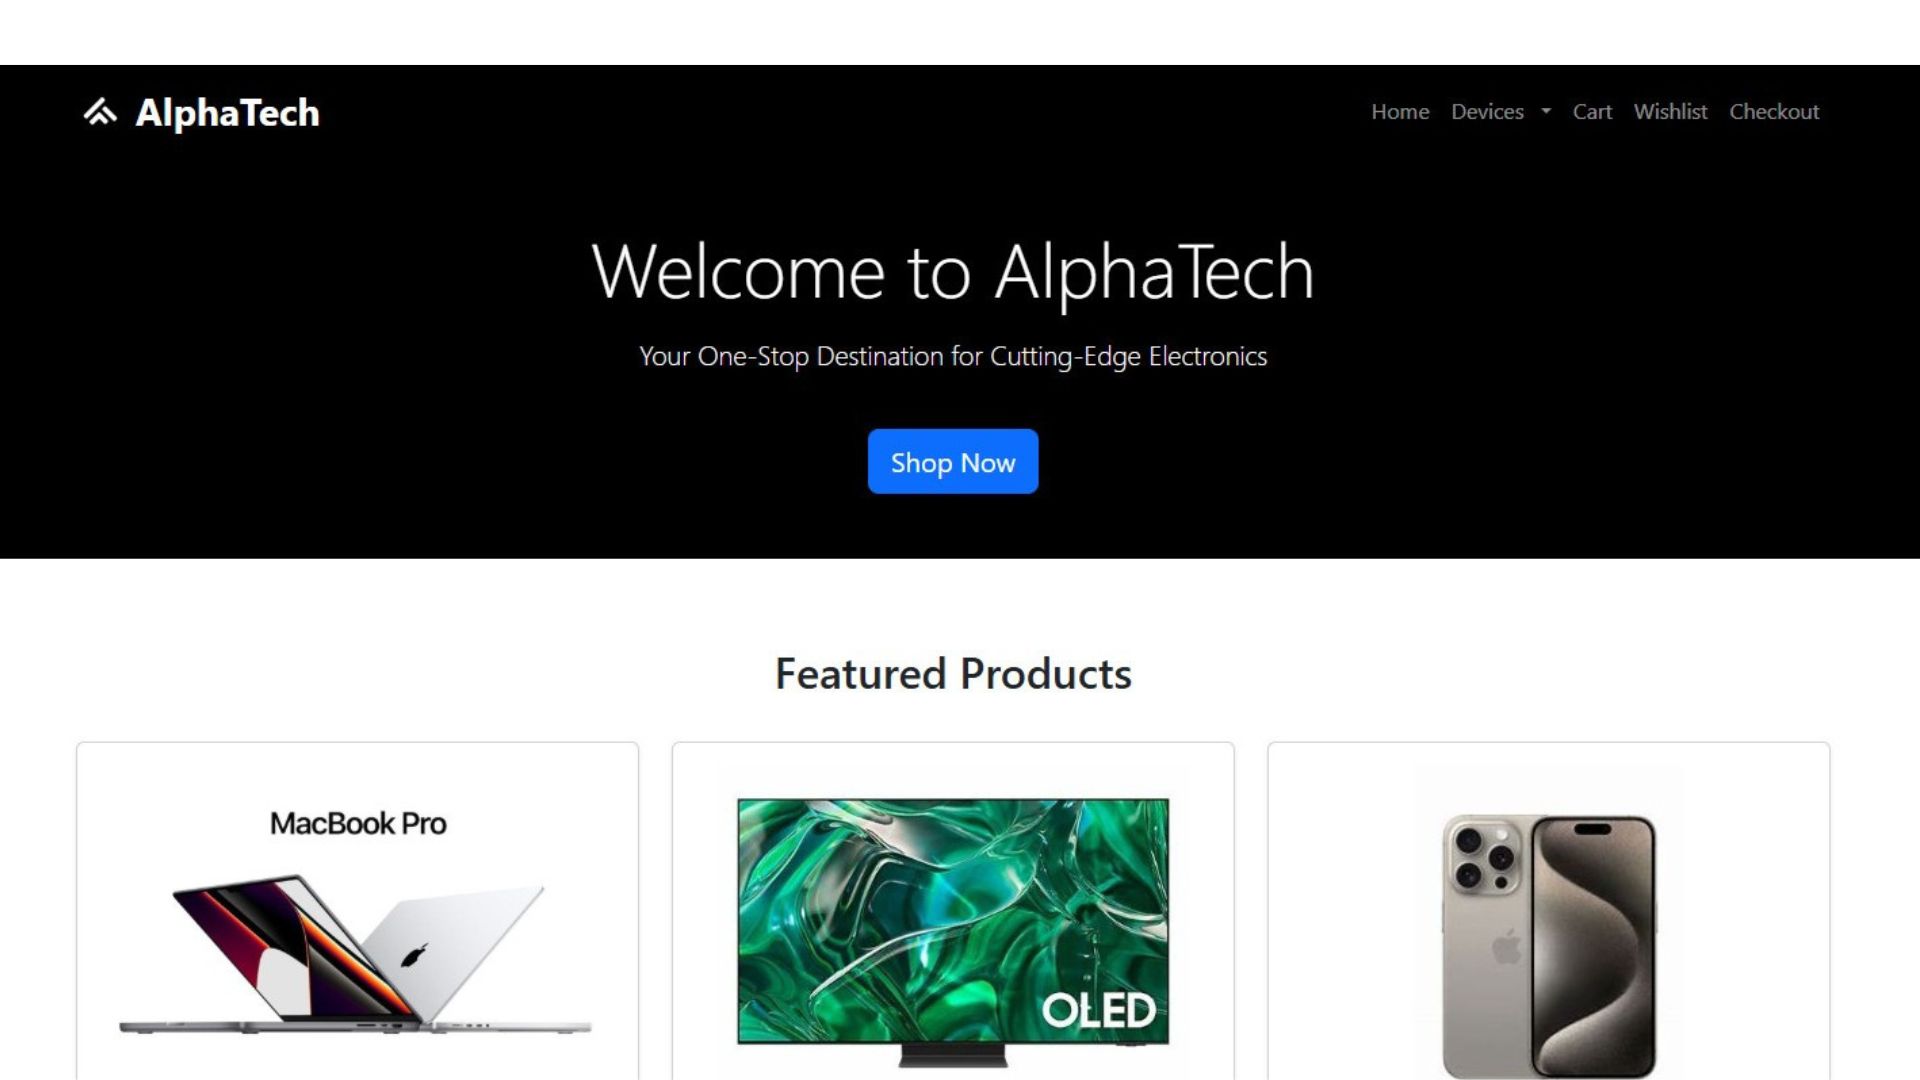 AlphaTech
Home Devices Cart Wishlist Checkout
Welcome to AlphaTech
Your One-Stop Destination for Cutting-Edge Electronics
Shop Now
Featured Products
MacBook Pro
OLED